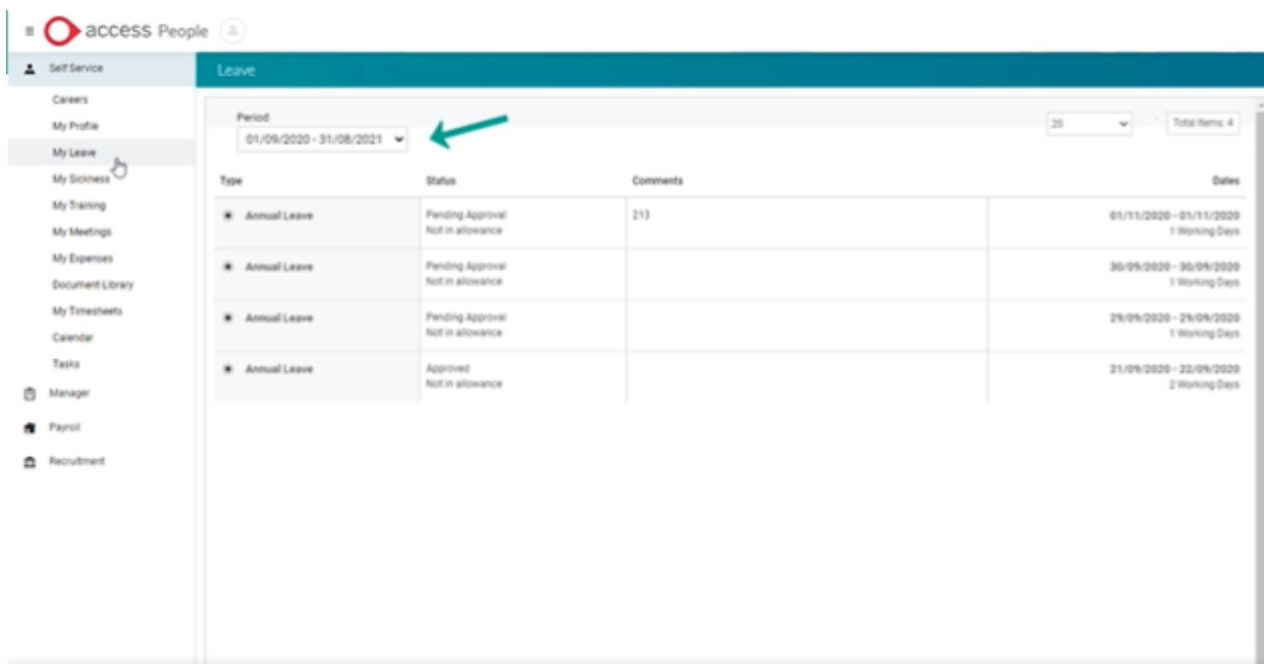 access People
Self Service
Careers
My Profile
My Leave
My Sickness
My Training
My Meetings
My Expenses
Document Library
My Timesheets
Calendar
Tasks
Manager
Payroll
Recruitment
Leave
Period
01/09/2020 - 31/08/2021
20
Total Items: 4
Type Status Comments Dates
Annual Leave Pending Approval 213 01/11/2020 - 01/11/2020
Not in allowance 1 Working Days
Annual Leave Pending Approval 30/09/2020 - 30/09/2020
Not in allowance 1 Working Days
Annual Leave Pending Approval 29/09/2020 - 29/09/2020
Not in allowance 1 Working Days
Annual Leave Approved 21/09/2020 - 22/09/2020
Not in allowance 2 Working Days